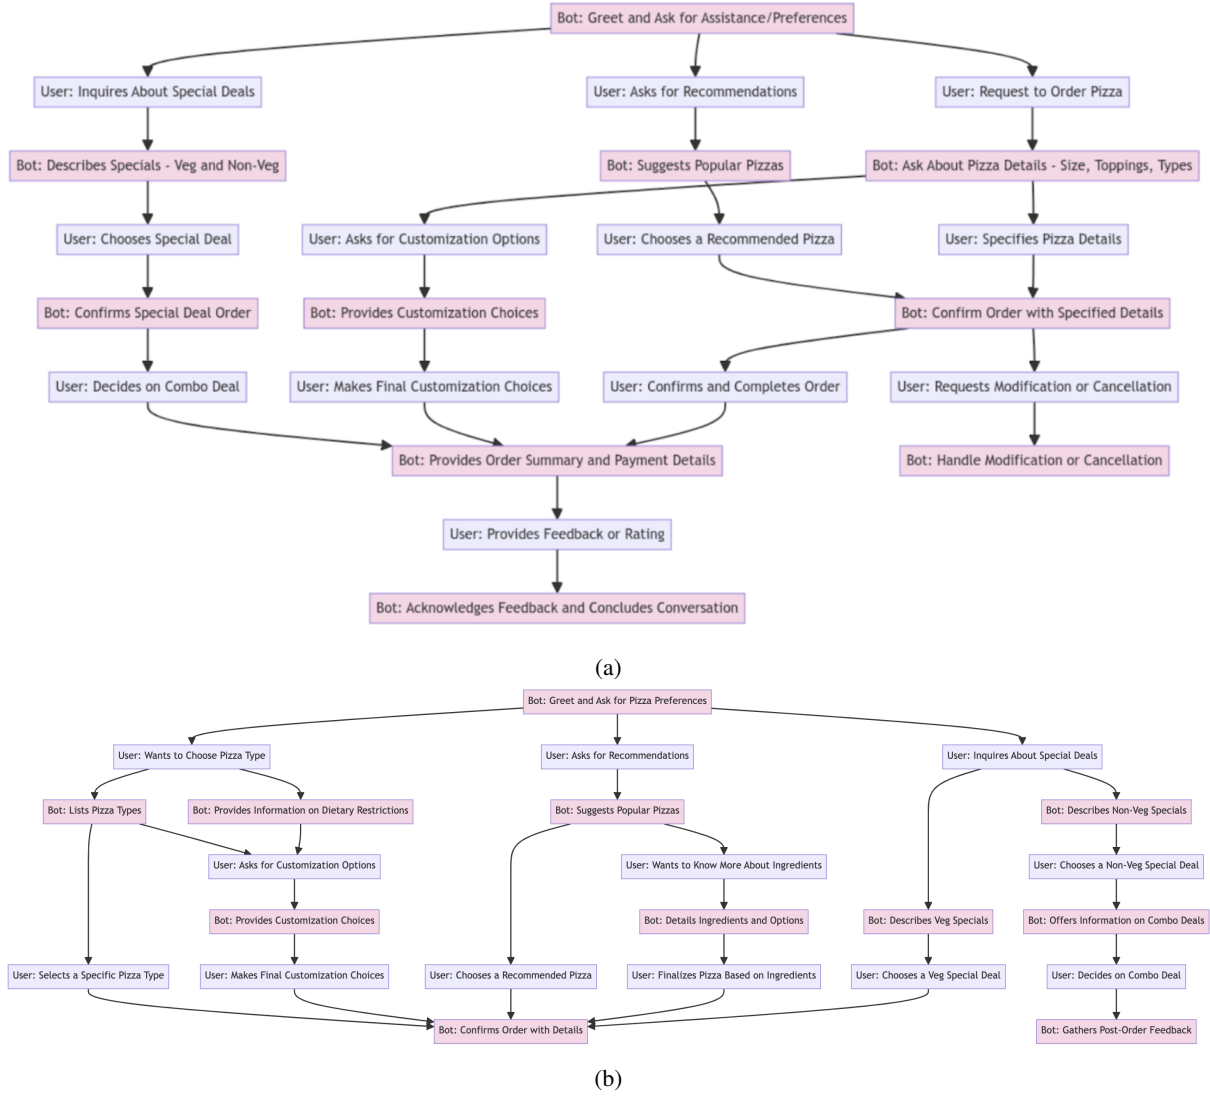 Bot: Greet and Ask for Assistance/Preferences
User: Inquires About Special Deals
User: Asks for Recommendations
User: Request to Order Pizza
Bot: Describes Specials - Veg and Non-Veg
Bot: Suggests Popular Pizzas
Bot: Ask About Pizza Details - Size, Toppings, Types
User: Chooses Special Deal
User: Asks for Customization Options
User: Chooses a Recommended Pizza
User: Specifies Pizza Details
Bot: Confirms Special Deal Order
Bot: Provides Customization Choices
Bot: Confirm Order with Specified Details
User: Decides on Combo Deal
User: Makes Final Customization Choices
User: Confirms and Completes Order
User: Requests Modification or Cancellation
Bot: Provides Order Summary and Payment Details
Bot: Handle Modification or Cancellation
User: Provides Feedback or Rating
Bot: Acknowledges Feedback and Concludes Conversation
(a)
Bot: Greet and Ask for Pizza Preferences
User: Wants to Choose Pizza Type
User: Asks for Recommendations
User: Inquires About Special Deals
Bot: Lists Pizza Types
Bot: Provides Information on Dietary Restrictions
Bot: Suggests Popular Pizzas
Bot: Describes Non-Veg Specials
User: Asks for Customization Options
User: Wants to Know More About Ingredients
User: Chooses a Non-Veg Special Deal
Bot: Provides Customization Choices
Bot: Details Ingredients and Options
Bot: Describes Veg Specials
Bot: Offers Information on Combo Deals
User: Selects a Specific Pizza Type
User: Makes Final Customization Choices
User: Chooses a Recommended Pizza
User: Finalizes Pizza Based on Ingredients
User: Chooses a Veg Special Deal
User: Decides on Combo Deal
Bot: Confirms Order with Details
Bot: Gathers Post-Order Feedback
(b)